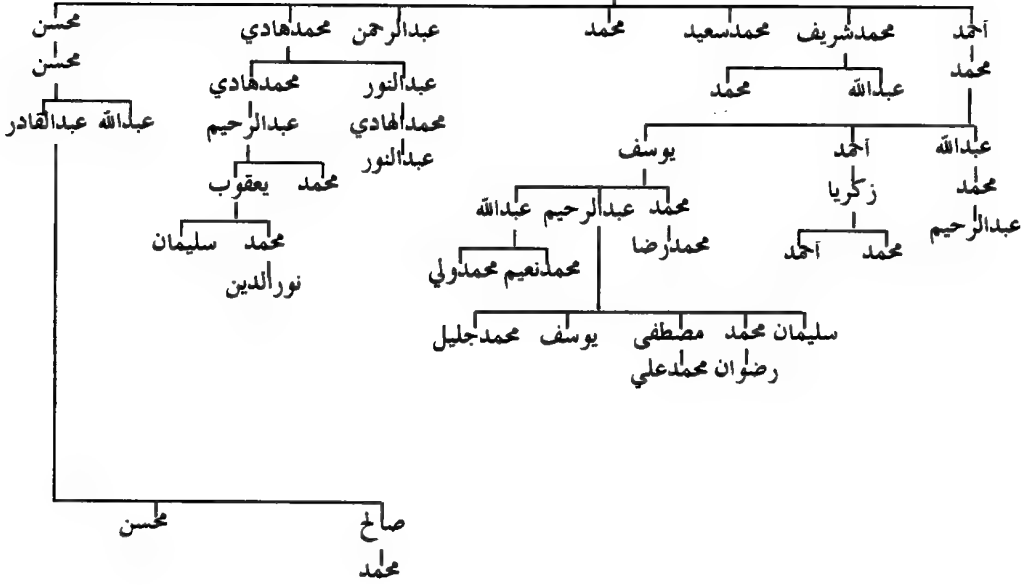 أحمد محمدشريف محمدسعيد محمد عبدالرحمن محمدهادي محسن
محمد محسن
عبدالله محمد عبدالنور محمدهادي
عبدالله أحمد يوسف محمدالهادي عبدالرحيم عبدالله عبدالقادر
عبدالنور
محمد زكريا محمد يعقوب
محمد عبدالرحيم عبدالله
عبدالرحيم محمد أحمد محمدرضا محمد سليمان
محمدنعيم محمدولي
نورالدين
سليمان محمد مصطفى يوسف محمدجليل
رضوان محمدعلي
صالح محسن
محمد